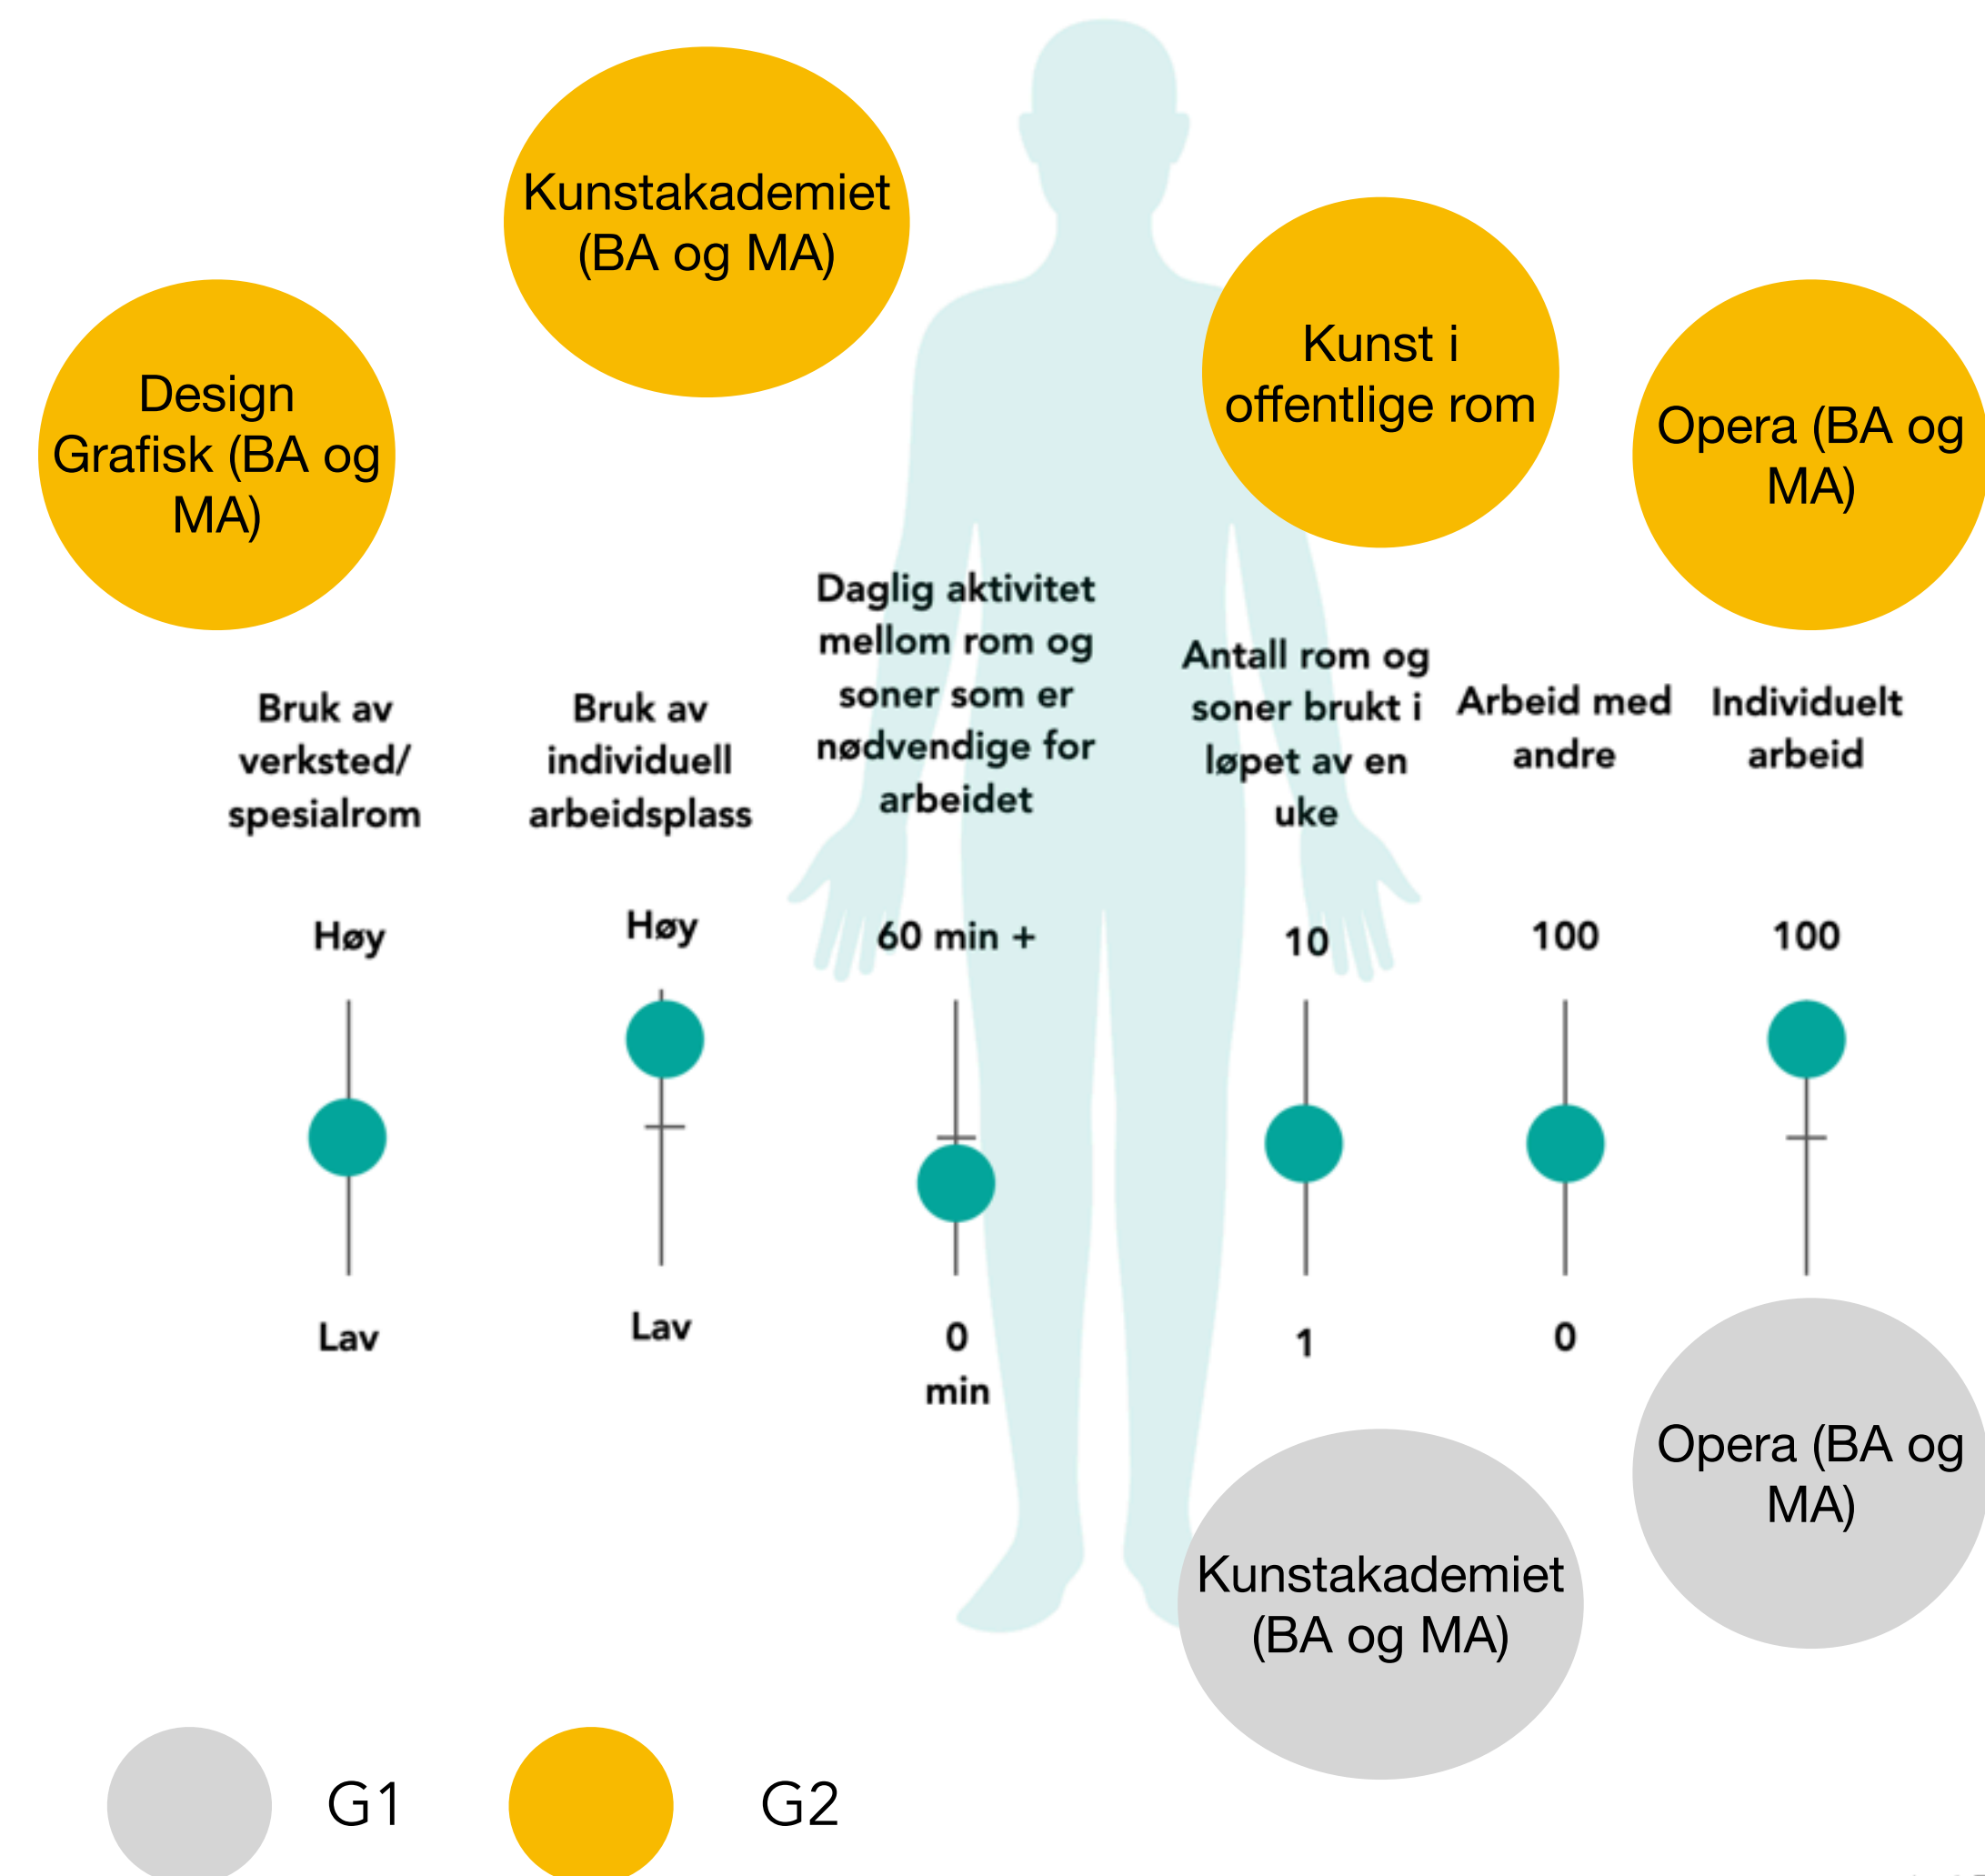 Kunstakademiet
(BA og MA)
Kunst i
offentlige rom
Design
Grafisk (BA og
MA)
Opera (BA og
MA)
Bruk av
verksted/
spesialrom
Bruk av
individuell
arbeidsplass
Daglig aktivitet
mellom rom og
soner som er
nødvendige for
arbeidet
Antall rom og
soner brukt i
løpet av en
uke
Arbeid med
andre
Individuelt
arbeid
Høy
Høy
60 min +
10
100
100
Lav
Lav
0
min
1
0
Opera (BA og
MA)
Kunstakademiet
(BA og MA)
G1
G2